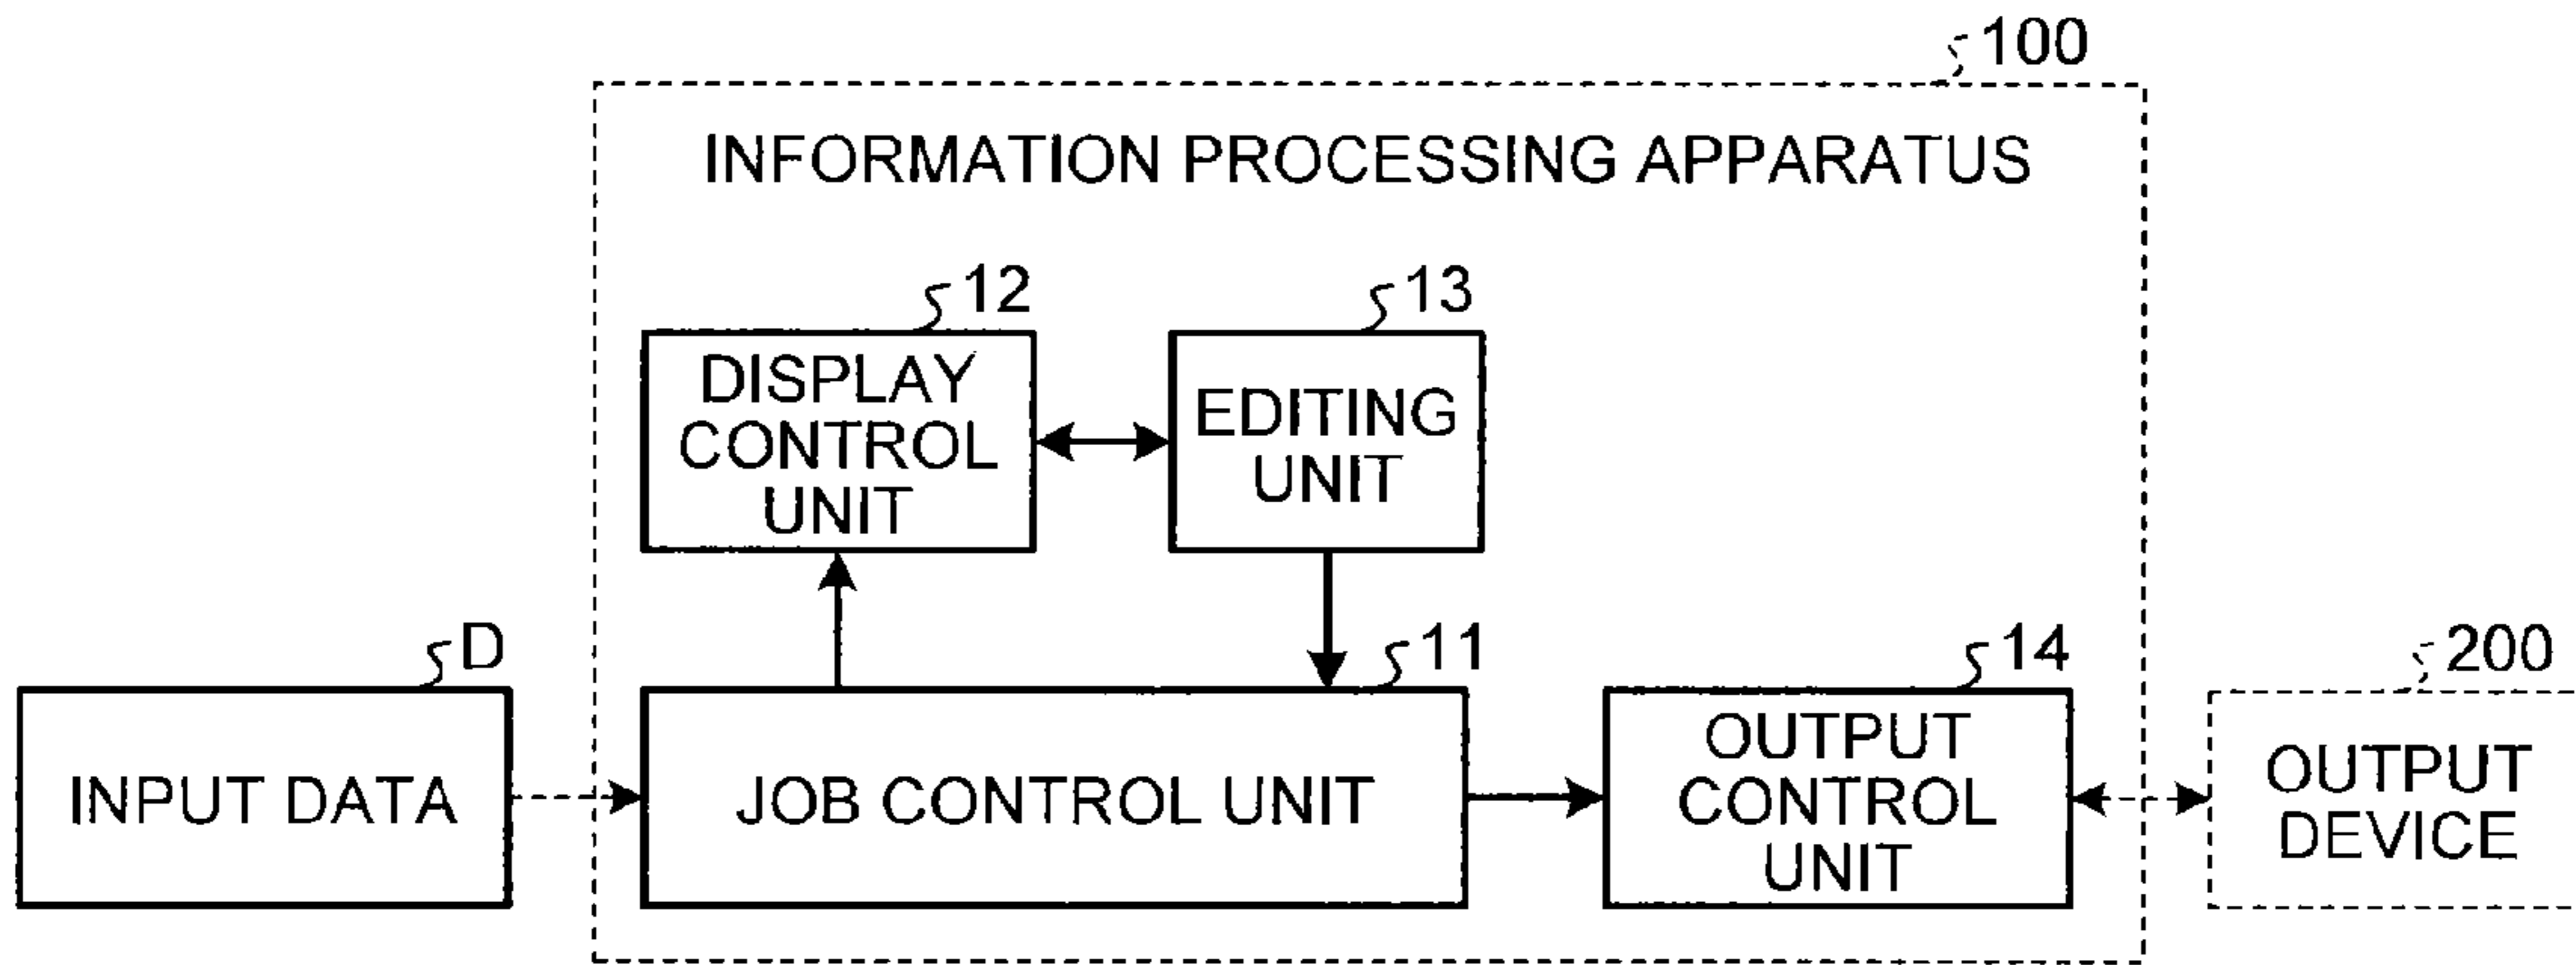 100
INFORMATION PROCESSING APPARATUS
12
DISPLAY
CONTROL
UNIT
13
EDITING
UNIT
D
INPUT DATA
11
JOB CONTROL UNIT
14
OUTPUT
CONTROL
UNIT
200
OUTPUT
DEVICE